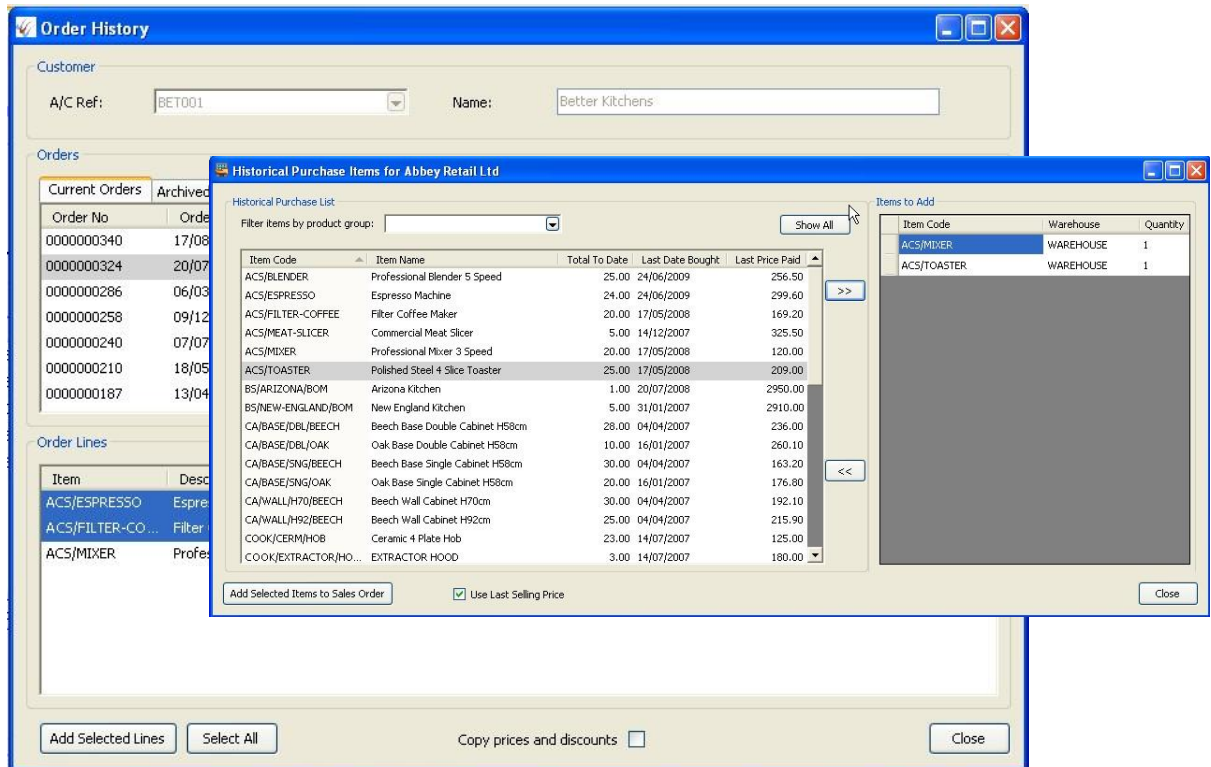 Order History
Customer
A/C Ref: BET001 Name: Better Kitchens
Orders
Current Orders Archived
Order No Orde
0000000340 17/08
0000000324 20/07
0000000286 06/03
0000000258 09/12
0000000240 07/07
0000000210 18/05
0000000187 13/04
Order Lines
Item Desc
ACS/ESPRESSO Espre
ACS/FILTER-CO... Filter
ACS/MIXER Profes
Add Selected Lines Select All Copy prices and discounts Close
Historical Purchase Items for Abbey Retail Ltd
Historical Purchase List
Filter items by product group: Show All
Item Code Item Name Total To Date Last Date Bought Last Price Paid
ACS/BLENDER Professional Blender 5 Speed 25.00 24/06/2009 256.50
ACS/ESPRESSO Espresso Machine 24.00 24/06/2009 299.60
ACS/FILTER-COFFEE Filter Coffee Maker 20.00 17/05/2008 169.20
ACS/MEAT-SLICER Commercial Meat Slicer 5.00 14/12/2007 325.50
ACS/MIXER Professional Mixer 3 Speed 20.00 17/05/2008 120.00
ACS/TOASTER Polished Steel 4 Slice Toaster 25.00 17/05/2008 209.00
BS/ARIZONA/BOM Arizona Kitchen 1.00 20/07/2008 2950.00
BS/NEW-ENGLAND/BOM New England Kitchen 5.00 31/01/2007 2910.00
CA/BASE/DBL/BEECH Beech Base Double Cabinet H58cm 28.00 04/04/2007 236.00
CA/BASE/DBL/OAK Oak Base Double Cabinet H58cm 10.00 16/01/2007 260.10
CA/BASE/SNG/BEECH Beech Base Single Cabinet H58cm 30.00 04/04/2007 163.20
CA/BASE/SNG/OAK Oak Base Single Cabinet H58cm 20.00 16/01/2007 176.80
CA/WALL/H70/BEECH Beech Wall Cabinet H70cm 30.00 04/04/2007 192.10
CA/WALL/H92/BEECH Beech Wall Cabinet H92cm 25.00 04/04/2007 215.90
COOK/CERM/HOB Ceramic 4 Plate Hob 23.00 14/07/2007 125.00
COOK/EXTRACTOR/HO... EXTRACTOR HOOD 3.00 14/07/2007 180.00
>>
<<
Items to Add
Item Code Warehouse Quantity
ACS/MIXER WAREHOUSE 1
ACS/TOASTER WAREHOUSE 1
Add Selected Items to Sales Order Use Last Selling Price Close